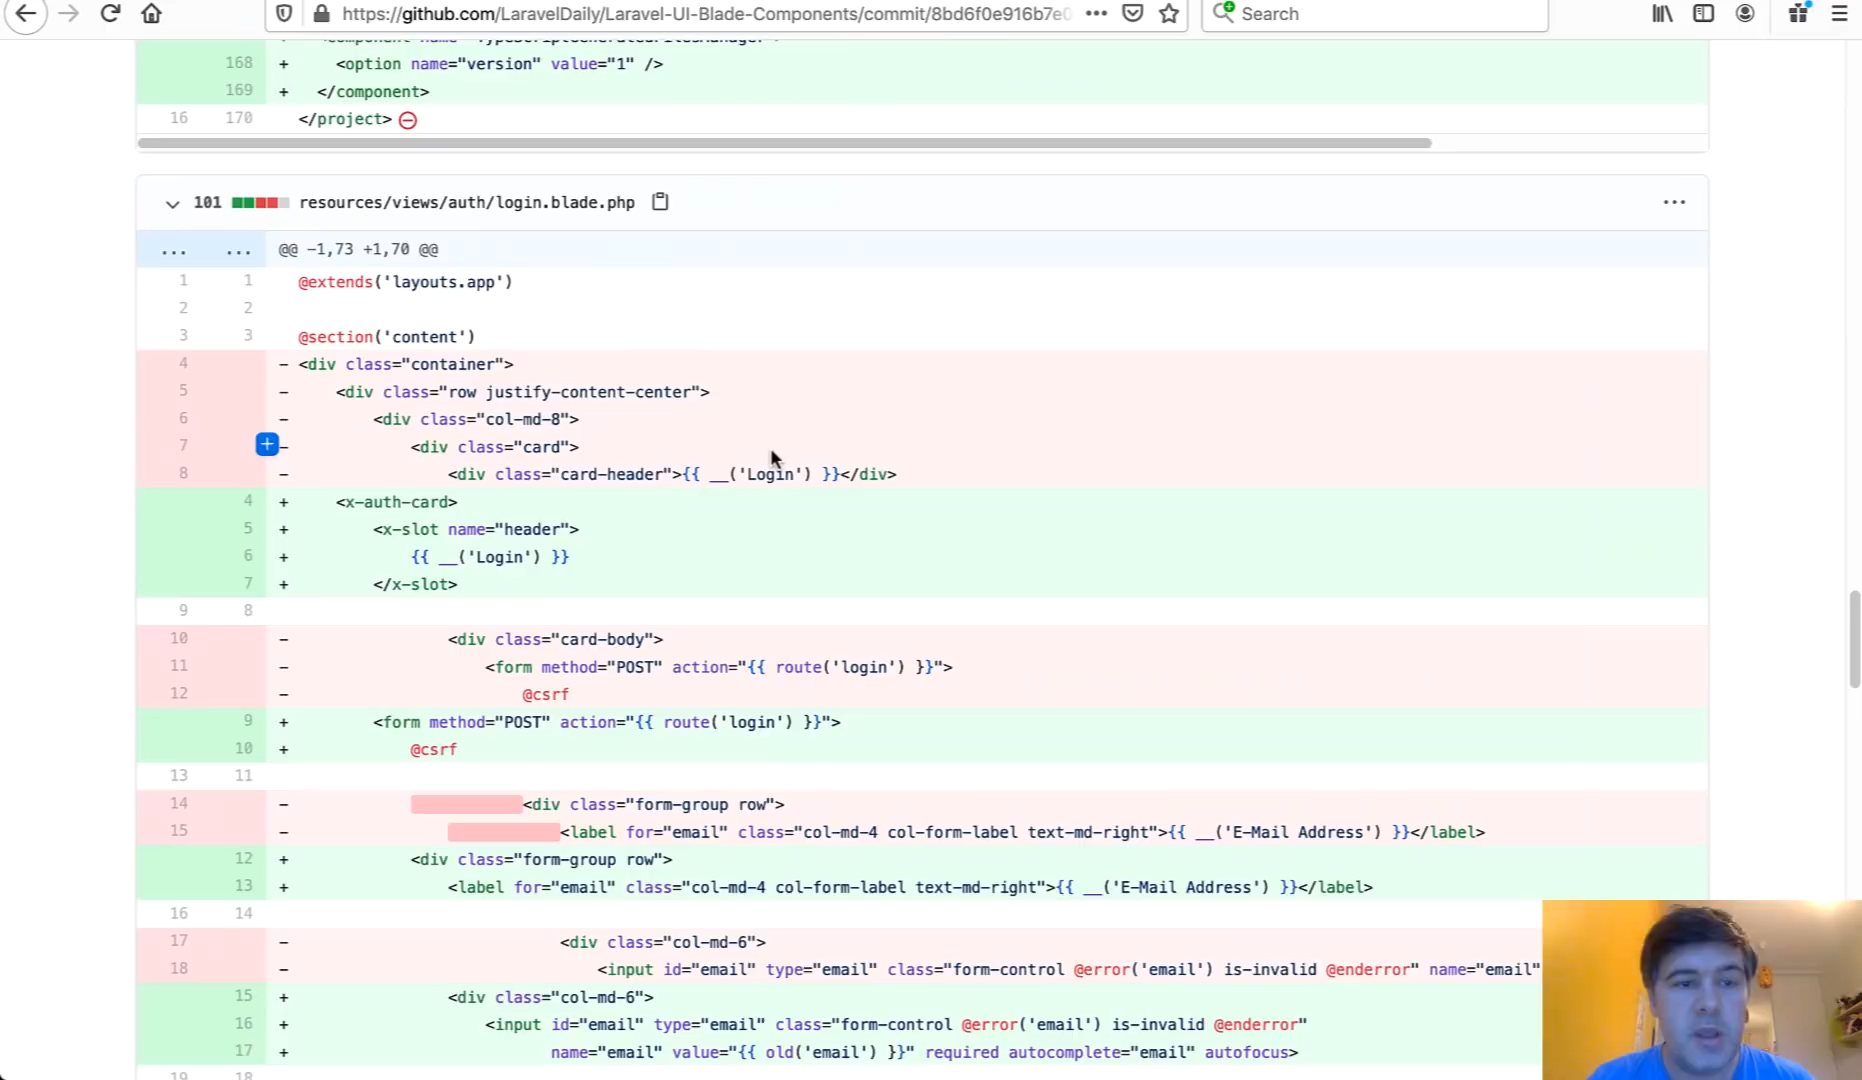 https://github.com/LaravelDaily/Laravel-UI-Blade-Components/commit/8bd6f0e916b7e0
Search
<component name="TypeScriptGeneratedFilesManager">
168 + <option name="version" value="1" />
169 + </component>
16 170 </project>
101 resources/views/auth/login.blade.php
... ... @@ -1,73 +1,70 @@
1 1 @extends('layouts.app')
2 2
3 3 @section('content')
4 - <div class="container">
5 - <div class="row justify-content-center">
6 - <div class="col-md-8">
7 - <div class="card">
8 - <div class="card-header">{{ __('Login') }}</div>
4 + <x-auth-card>
5 + <x-slot name="header">
6 + {{ __('Login') }}
7 + </x-slot>
9 8
10 - <div class="card-body">
11 - <form method="POST" action="{{ route('login') }}">
12 - @csrf
9 + <form method="POST" action="{{ route('login') }}">
10 + @csrf
13 11
14 - <div class="form-group row">
15 - <label for="email" class="col-md-4 col-form-label text-md-right">{{ __('E-Mail Address') }}</label>
12 + <div class="form-group row">
13 + <label for="email" class="col-md-4 col-form-label text-md-right">{{ __('E-Mail Address') }}</label>
16 14
17 - <div class="col-md-6">
18 - <input id="email" type="email" class="form-control @error('email') is-invalid @enderror" name="email"
15 + <div class="col-md-6">
16 + <input id="email" type="email" class="form-control @error('email') is-invalid @enderror"
17 + name="email" value="{{ old('email') }}" required autocomplete="email" autofocus>
19 18